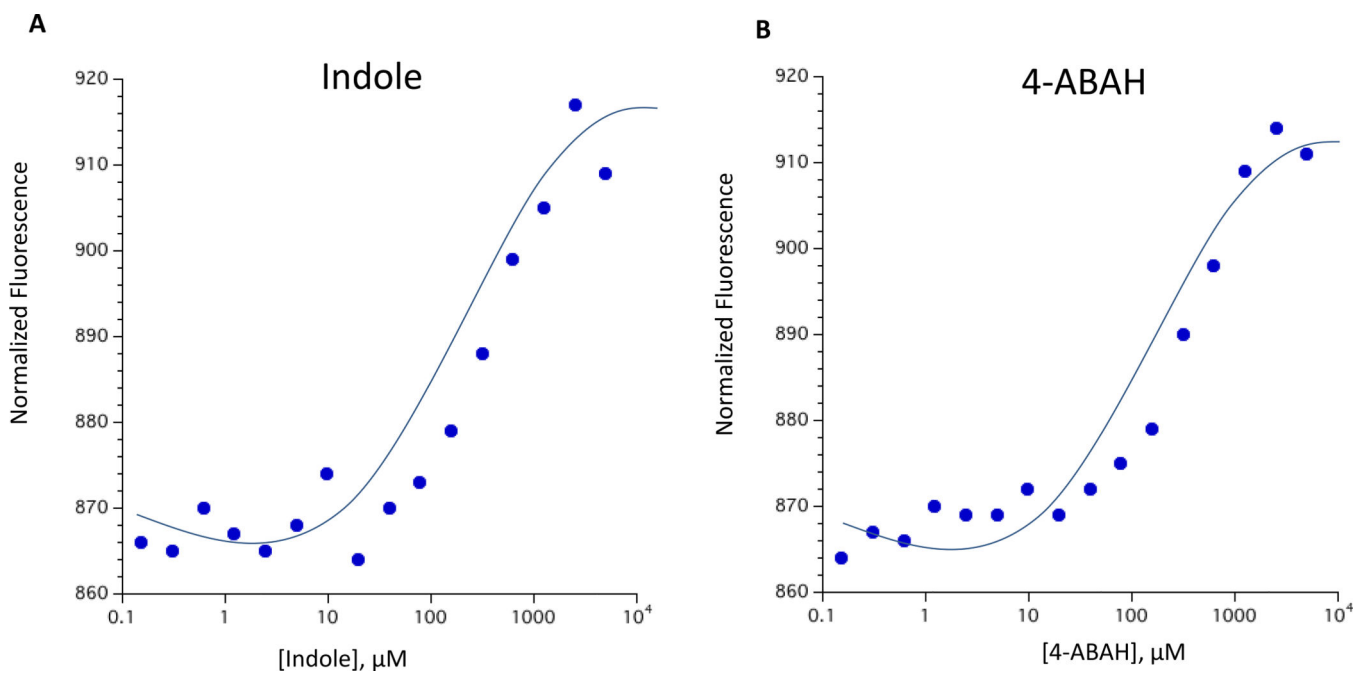 A
Indole
920
910
900
890
880
870
860
0.1 1 10 100 1000 10⁴
Normalized Fluorescence
[Indole], μM
B
4-ABAH
920
910
900
890
880
870
860
0.1 1 10 100 1000 10⁴
Normalized Fluorescence
[4-ABAH], μM